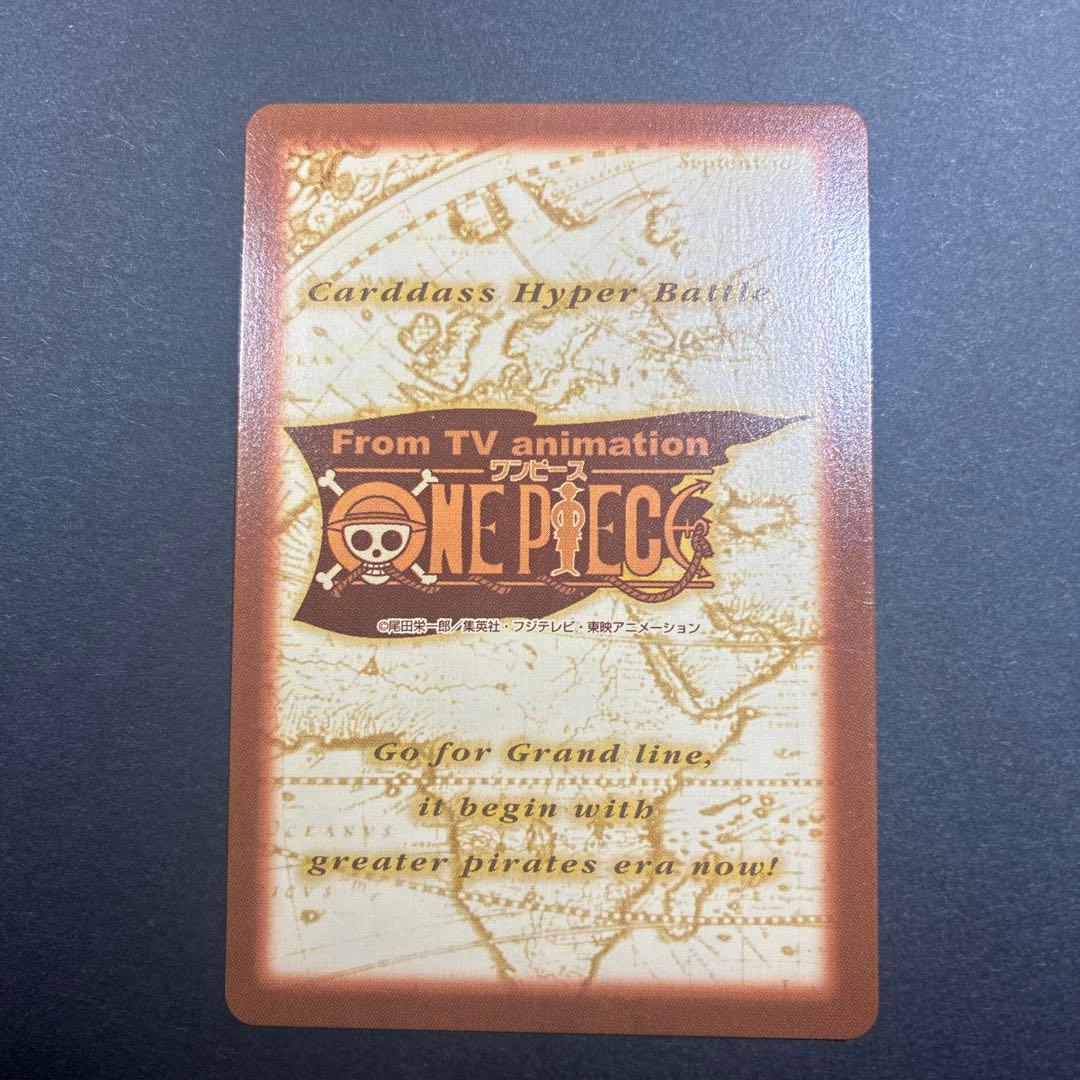 Septentrio
Carddass Hyper Battle
From TV animation
ワンピース
ONE PIECE
©尾田栄一郎／集英社・フジテレビ・東映アニメーション
Go for Grand line,
it begin with
CEANUS
greater pirates era now!